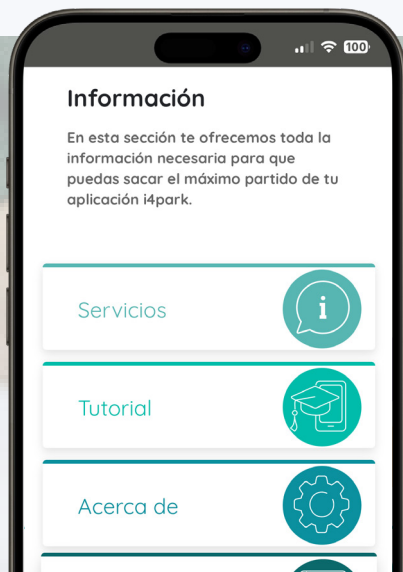 100
Información
En esta sección te ofrecemos toda la
información necesaria para que
puedas sacar el máximo partido de tu
aplicación i4park.
Servicios
i
Tutorial
Acerca de